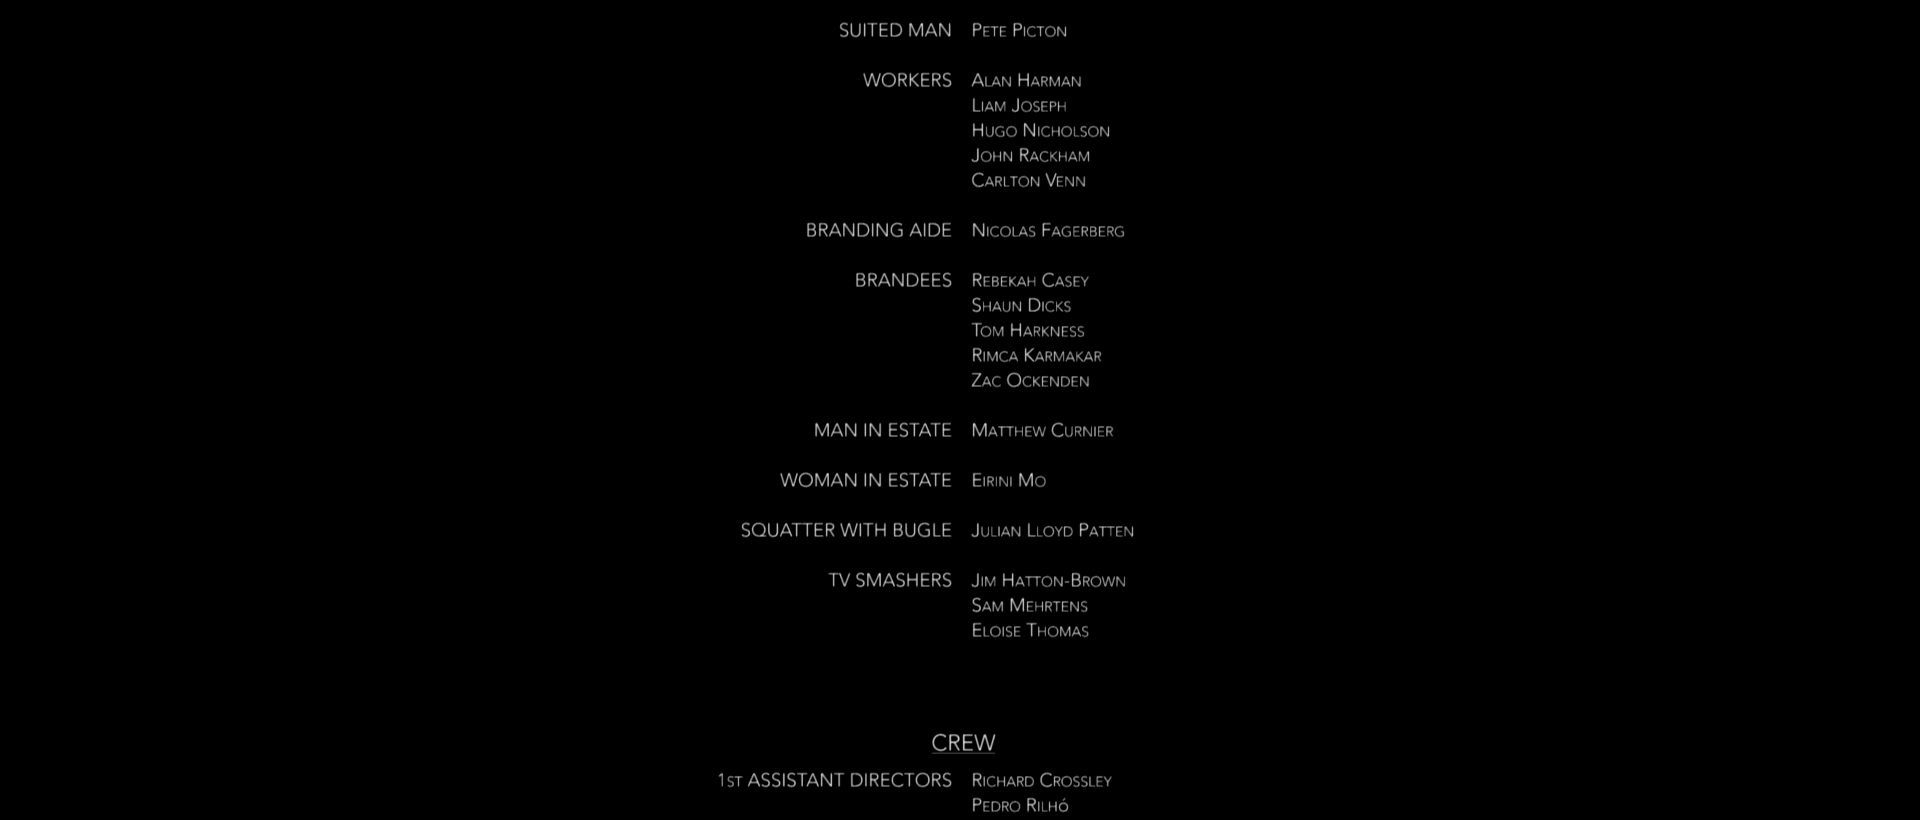 SUITED MAN Pete Picton
WORKERS Alan Harman
Liam Joseph
Hugo Nicholson
John Rackham
Carlton Venn
BRANDING AIDE Nicolas Fagerberg
BRANDEES Rebekah Casey
Shaun Dicks
Tom Harkness
Rimca Karmakar
Zac Ockenden
MAN IN ESTATE Matthew Curnier
WOMAN IN ESTATE Eirini Mo
SQUATTER WITH BUGLE Julian Lloyd Patten
TV SMASHERS Jim Hatton-Brown
Sam Mehrtens
Eloise Thomas
CREW
1st ASSISTANT DIRECTORS Richard Crossley
Pedro Rilhó